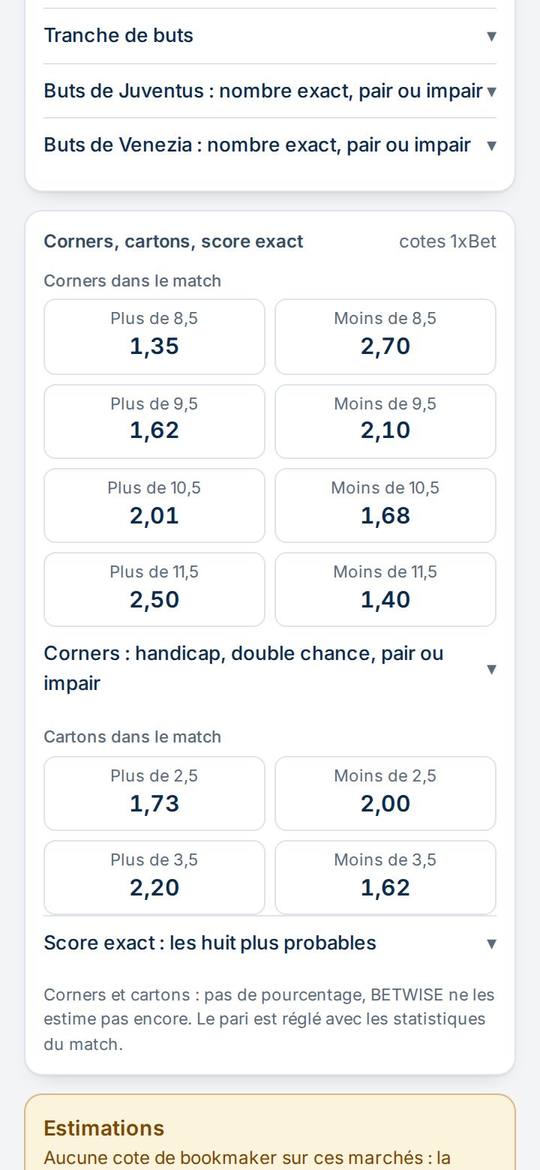 Tranche de buts ▼
Buts de Juventus : nombre exact, pair ou impair ▼
Buts de Venezia : nombre exact, pair ou impair ▼
Corners, cartons, score exact cotes 1xBet
Corners dans le match
Plus de 8,5 Moins de 8,5
1,35 2,70
Plus de 9,5 Moins de 9,5
1,62 2,10
Plus de 10,5 Moins de 10,5
2,01 1,68
Plus de 11,5 Moins de 11,5
2,50 1,40
Corners : handicap, double chance, pair ou
impair ▼
Cartons dans le match
Plus de 2,5 Moins de 2,5
1,73 2,00
Plus de 3,5 Moins de 3,5
2,20 1,62
Score exact : les huit plus probables ▼
Corners et cartons : pas de pourcentage, BETWISE ne les
estime pas encore. Le pari est réglé avec les statistiques
du match.
Estimations
Aucune cote de bookmaker sur ces marchés : la